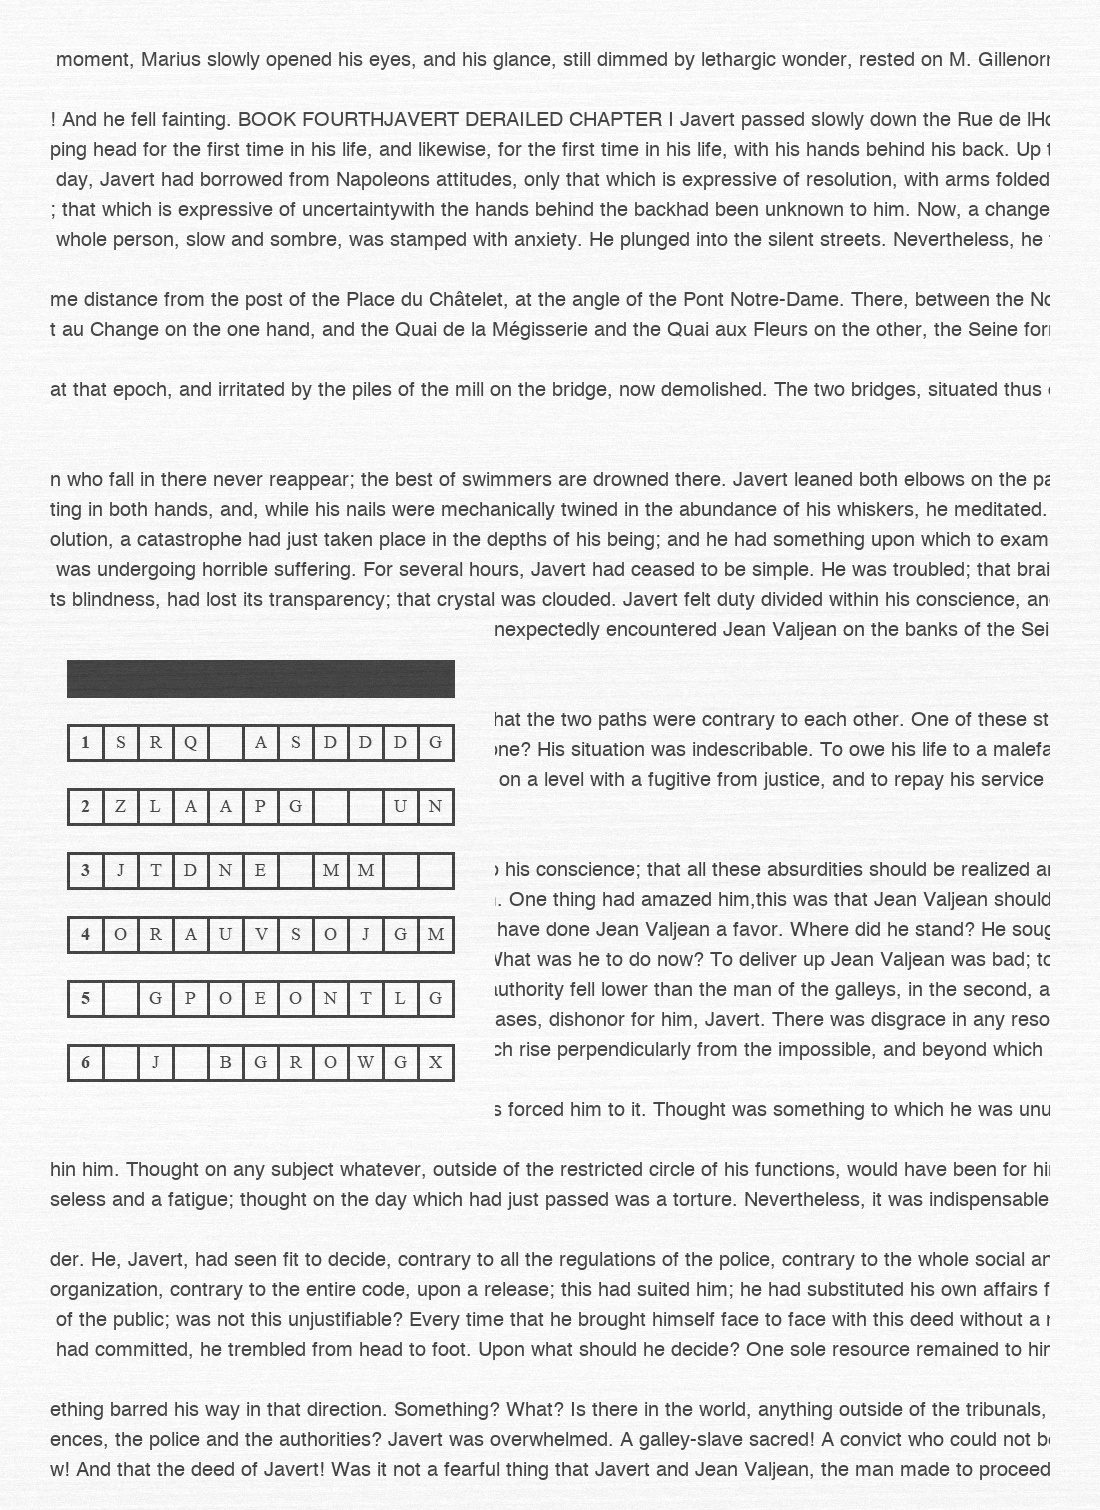 moment, Marius slowly opened his eyes, and his glance, still dimmed by lethargic wonder, rested on M.
! And he fell fainting. BOOK FOURTHJAVERT DERAILED CHAPTER I Javert passed slowly down the Rue de
ping head for the first time in his life, and likewise, for the first time in his life, with his hands behind his back. Up
day, Javert had borrowed from Napoleons attitudes, only that which is expressive of resolution, with arms folded
; that which is expressive of uncertaintywith the hands behind the backhad been unknown to him. Now, a change
whole person, slow and sombre, was stamped with anxiety. He plunged into the silent streets. Nevertheless, he
me distance from the post of the Place du Châtelet, at the angle of the Pont Notre-Dame. There, between the
t au Change on the one hand, and the Quai de la Mégisserie and the Quai aux Fleurs on the other, the Seine
at that epoch, and irritated by the piles of the mill on the bridge, now demolished. The two bridges, situated thus
n who fall in there never reappear; the best of swimmers are drowned there. Javert leaned both elbows on the pa
ting in both hands, and, while his nails were mechanically twined in the abundance of his whiskers, he meditated.
olution, a catastrophe had just taken place in the depths of his being; and he had something upon which to exam
was undergoing horrible suffering. For several hours, Javert had ceased to be simple. He was troubled; that brai
ts blindness, had lost its transparency; that crystal was clouded. Javert felt duty divided within his conscience,
nexpectedly encountered Jean Valjean on the banks of the Sei
1 S R Q A S D D D G
2 Z L A A P G U N
3 J T D N E M M
4 O R A U V S O J G M
5 G P O E O N T L G
6 J B G R O W G X
hat the two paths were contrary to each other. One of these st
one? His situation was indescribable. To owe his life to a malefa
on a level with a fugitive from justice, and to repay his service
his conscience; that all these absurdities should be realized
. One thing had amazed him,this was that Jean Valjean should
have done Jean Valjean a favor. Where did he stand? He
What was he to do now? To deliver up Jean Valjean was bad;
authority fell lower than the man of the galleys, in the second, a
ases, dishonor for him, Javert. There was disgrace in any reso
ch rise perpendicularly from the impossible, and beyond which
s forced him to it. Thought was something to which he was unu
hin him. Thought on any subject whatever, outside of the restricted circle of his functions, would have been for
seless and a fatigue; thought on the day which had just passed was a torture. Nevertheless, it was indispensable
der. He, Javert, had seen fit to decide, contrary to all the regulations of the police, contrary to the whole social
organization, contrary to the entire code, upon a release; this had suited him; he had substituted his own affairs
of the public; was not this unjustifiable? Every time that he brought himself face to face with this deed without a
had committed, he trembled from head to foot. Upon what should he decide? One sole resource remained to
ething barred his way in that direction. Something? What? Is there in the world, anything outside of the tribunals,
ences, the police and the authorities? Javert was overwhelmed. A galley-slave sacred! A convict who could not
w! And that the deed of Javert! Was it not a fearful thing that Javert and Jean Valjean, the man made to proceed